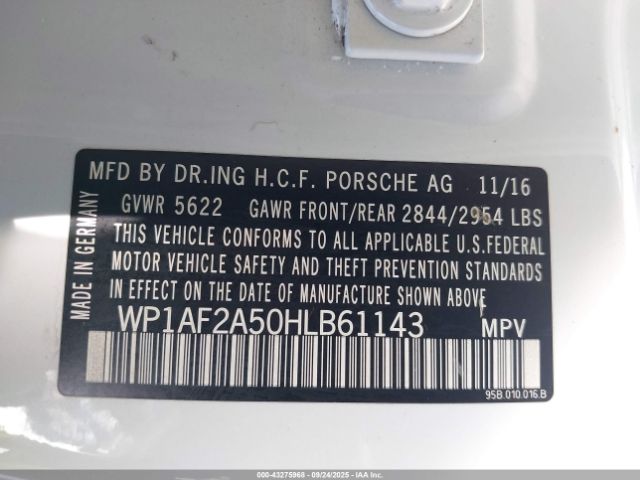 MFD BY DR.ING H.C.F. PORSCHE AG 11/16
GVWR 5622 GAWR FRONT/REAR 2844/2954 LBS
THIS VEHICLE CONFORMS TO ALL APPLICABLE U.S.FEDERAL
MOTOR VEHICLE SAFETY AND THEFT PREVENTION STANDARDS
IN EFFECT ON THE DATE OF MANUFACTURE SHOWN ABOVE
WP1AF2A50HLB61143 MPV
95B.010.016.B
MADE IN GERMANY
000-43275968 - 09/24/2025 - IAAI.COM